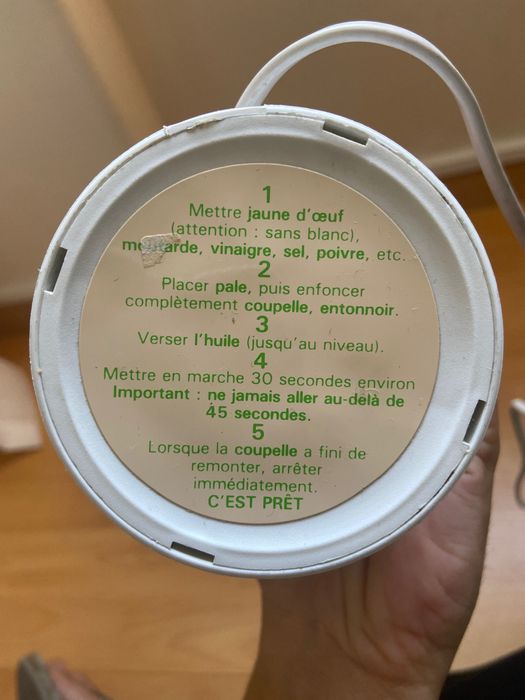 1
Mettre jaune d'œuf
(attention : sans blanc),
moutarde, vinaigre, sel, poivre, etc.
2
Placer pale, puis enfoncer
complètement coupelle, entonnoir.
3
Verser l'huile (jusqu'au niveau).
4
Mettre en marche 30 secondes environ
Important : ne jamais aller au-delà de
45 secondes.
5
Lorsque la coupelle a fini de
remonter, arrêter
immédiatement.
C'EST PRÊT